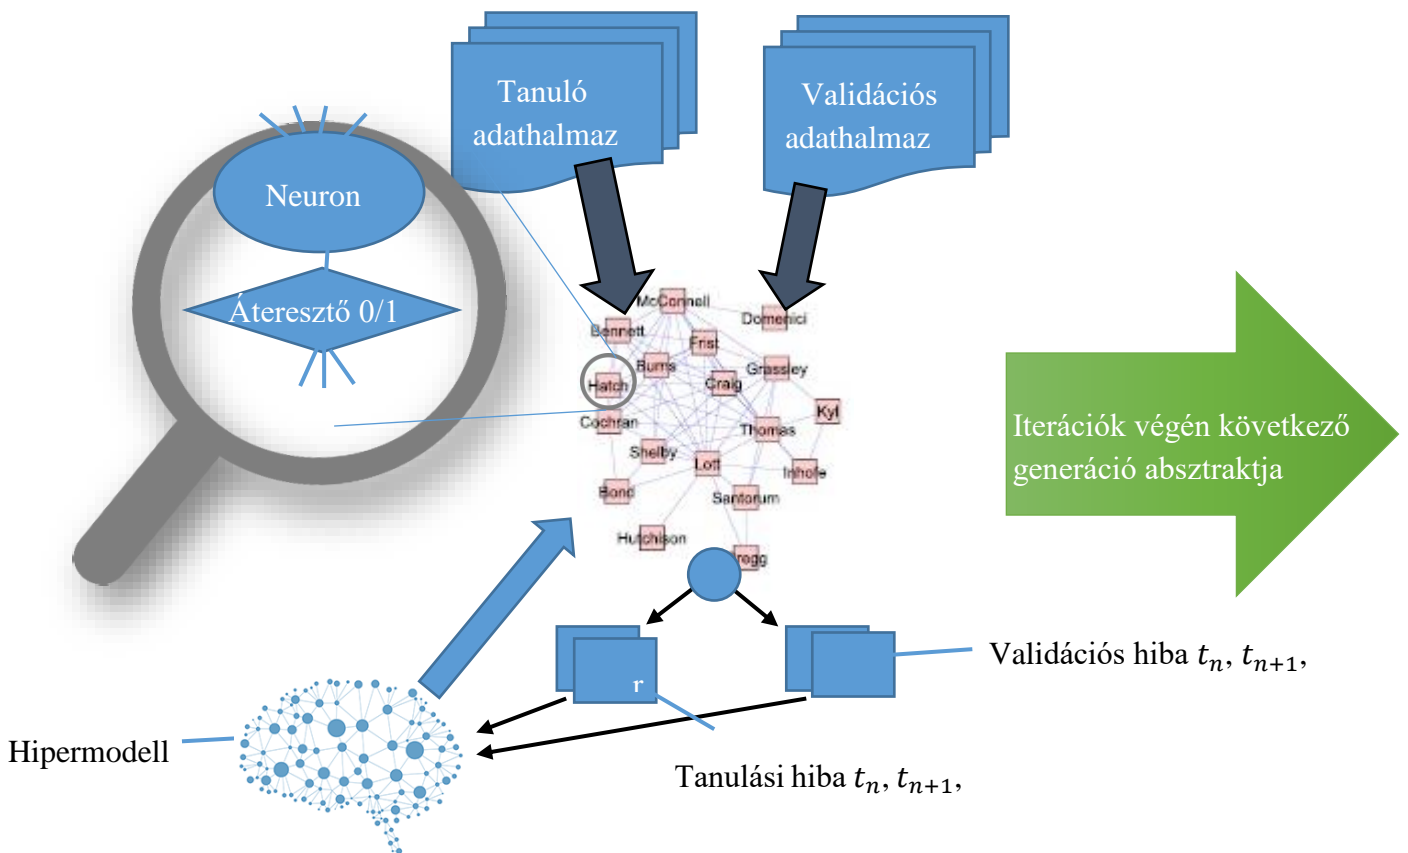 Tanuló
adathalmaz
Validációs
adathalmaz
Neuron
Áteresztő 0/1
McConnell
Domenici
Bennett
Frist
Burns
Grassley
Craig
Hatch
Kyl
Cochran
Thomas
Shelby
Lott
Inhofe
Bond
Santorum
Hutchison
regg
Iterációk végén következő
generáció absztraktja
r
Validációs hiba tₙ, tₙ₊₁,
Hipermodell
Tanulási hiba tₙ, tₙ₊₁,